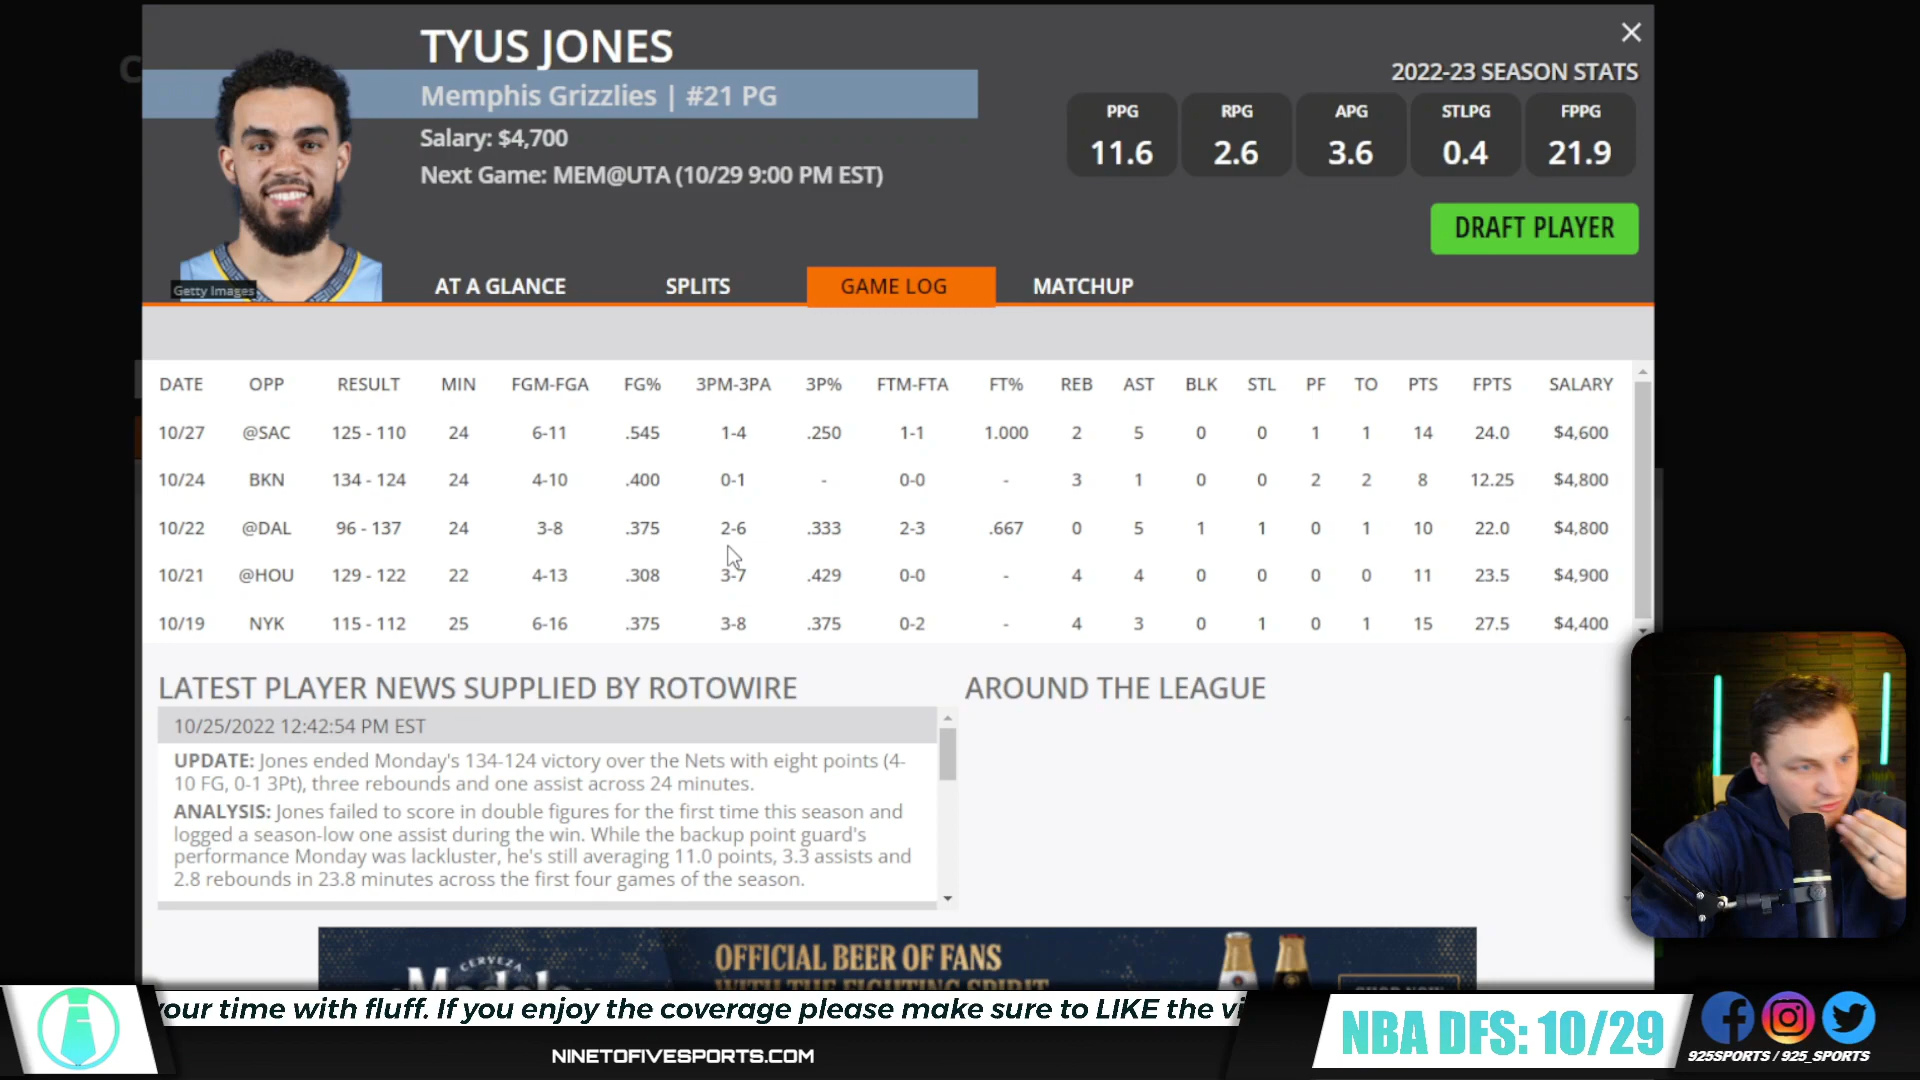 TYUS JONES
Memphis Grizzlies | #21 PG
Salary: $4,700
Next Game: MEM@UTA (10/29 9:00 PM EST)
2022-23 SEASON STATS
PPG RPG APG STLPG FPPG
11.6 2.6 3.6 0.4 21.9
DRAFT PLAYER
Getty Images
AT A GLANCE SPLITS GAME LOG MATCHUP
DATE OPP RESULT MIN FGM-FGA FG% 3PM-3PA 3P% FTM-FTA FT% REB AST BLK STL PF TO PTS FPTS SALARY
10/27 @SAC 125 - 110 24 6-11 .545 1-4 .250 1-1 1.000 2 5 0 0 1 1 14 24.0 $4,600
10/24 BKN 134 - 124 24 4-10 .400 0-1 - 0-0 - 3 1 0 0 2 2 8 12.25 $4,800
10/22 @DAL 96 - 137 24 3-8 .375 2-6 .333 2-3 .667 0 5 1 1 0 1 10 22.0 $4,800
10/21 @HOU 129 - 122 22 4-13 .308 3-7 .429 0-0 - 4 4 0 0 0 0 11 23.5 $4,900
10/19 NYK 115 - 112 25 6-16 .375 3-8 .375 0-2 - 4 3 0 1 0 1 15 27.5 $4,400
LATEST PLAYER NEWS SUPPLIED BY ROTOWIRE
AROUND THE LEAGUE
10/25/2022 12:42:54 PM EST
UPDATE: Jones ended Monday's 134-124 victory over the Nets with eight points (4-
10 FG, 0-1 3Pt), three rebounds and one assist across 24 minutes.
ANALYSIS: Jones failed to score in double figures for the first time this season and
logged a season-low one assist during the win. While the backup point guard's
performance Monday was lackluster, he's still averaging 11.0 points, 3.3 assists and
2.8 rebounds in 23.8 minutes across the first four games of the season.
CERVEZA
Modelo
OFFICIAL BEER OF FANS
WITH THE FIGHTING SPIRIT
SHOP NOW
your time with fluff. If you enjoy the coverage please make sure to LIKE the vi
NINETOFIVESPORTS.COM
NBA DFS: 10/29
925SPORTS / 925_SPORTS